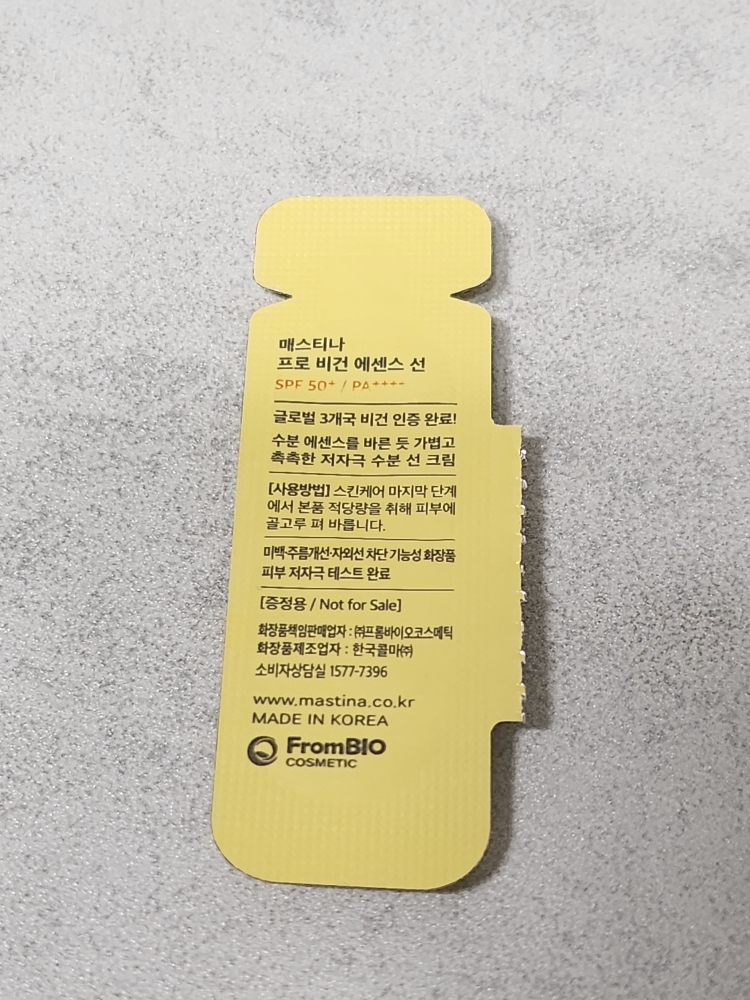 매스티나
프로 비건 에센스 선
SPF 50+ / PA++++
글로벌 3개국 비건 인증 완료!
수분 에센스를 바른 듯 가볍고
촉촉한 저자극 수분 선 크림
[사용방법] 스킨케어 마지막 단계
에서 본품 적당량을 취해 피부에
골고루 펴 바릅니다.
미백·주름개선·자외선 차단 기능성 화장품
피부 저자극 테스트 완료
[증정용 / Not for Sale]
화장품책임판매업자 : ㈜프롬바이오코스메틱
화장품제조업자 : 한국콜마㈜
소비자상담실 1577-7396
www.mastina.co.kr
MADE IN KOREA
FromBIO
COSMETIC